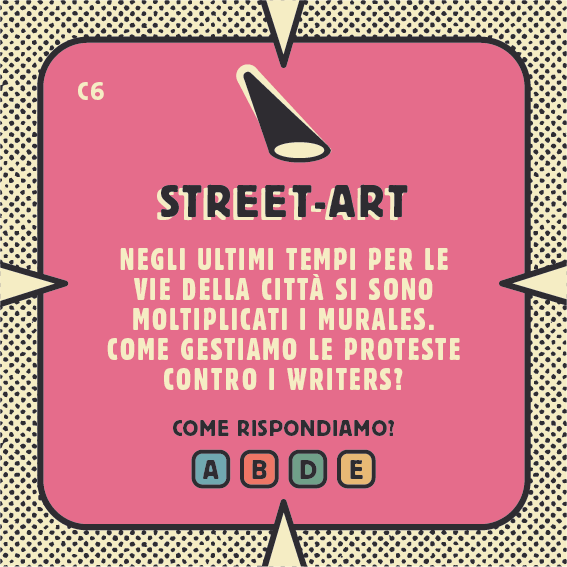 C6
STREET-ART
NEGLI ULTIMI TEMPI PER LE
VIE DELLA CITTÀ SI SONO
MOLTIPLICATI I MURALES.
COME GESTIAMO LE PROTESTE
CONTRO I WRITERS?
COME RISPONDIAMO?
A B D E